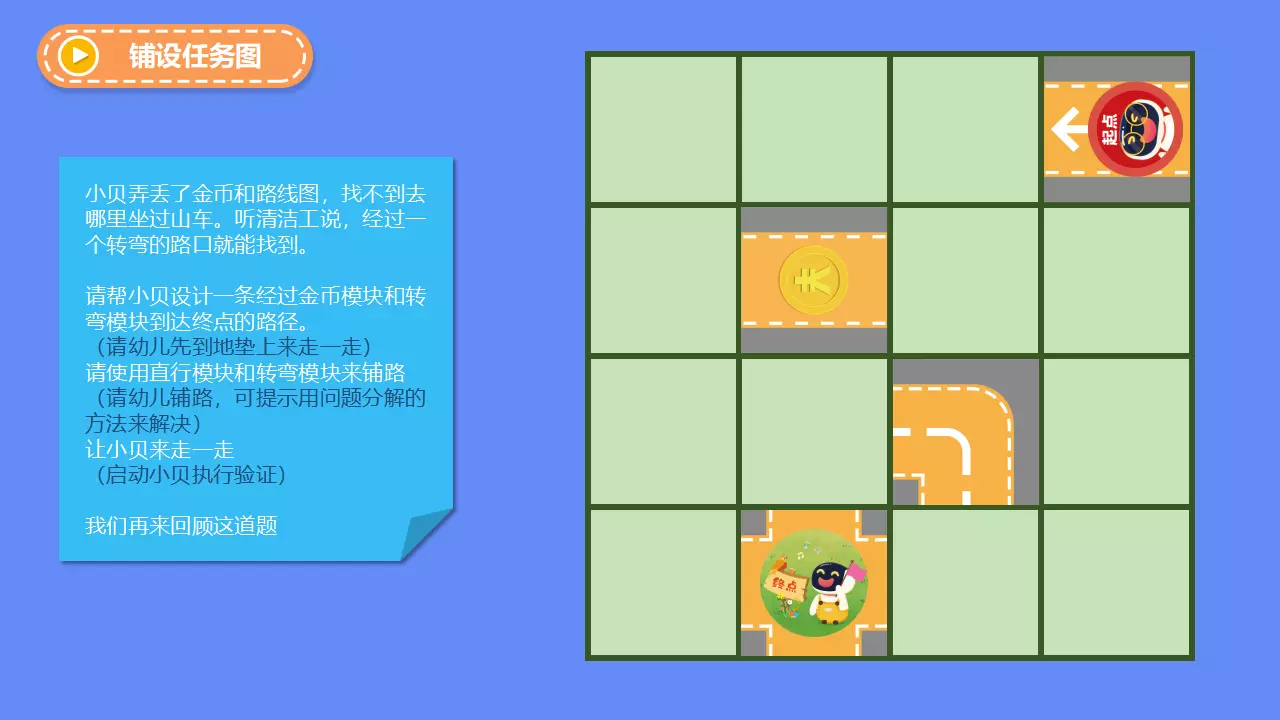 铺设任务图
小贝弄丢了金币和路线图，找不到去
哪里坐过山车。听清洁工说，经过一
个转弯的路口就能找到。
请帮小贝设计一条经过金币模块和转
弯模块到达终点的路径。
（请幼儿先到地垫上来走一走）
请使用直行模块和转弯模块来铺路
（请幼儿铺路，可提示用问题分解的
方法来解决）
让小贝来走一走
（启动小贝执行验证）
我们再来回顾这道题
起点
¥
终点